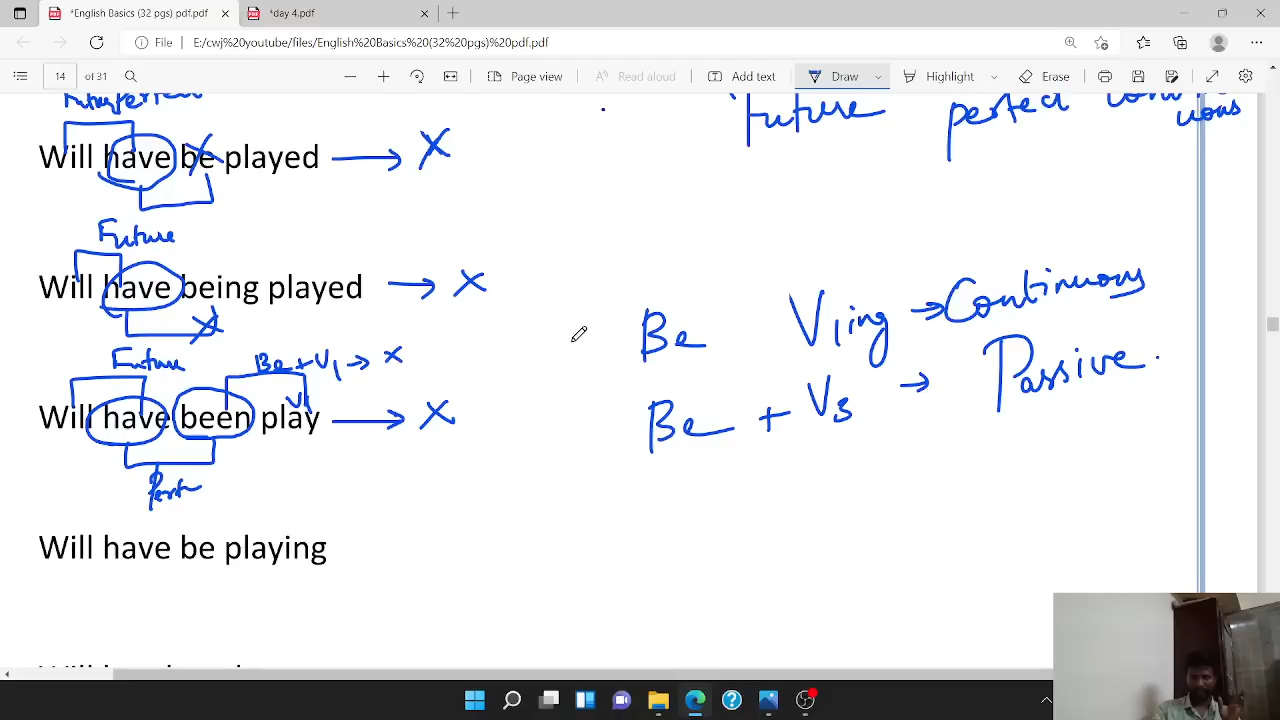 *English Basics (32 pgs) pdf.pdf
*day 4.pdf
File E:/cwj%20youtube/files/English%20Basics(32%20pgs)%20pdf.pdf
14 of 31 Page view Read aloud Add text Draw Highlight Erase
Future perfect
Will have be played → X
Future
Will have being played → X
Be V1ing → Continuous
Be + V3 → Passive
Future Be+V1 → X
V1
Will have been play → X
Will have be playing